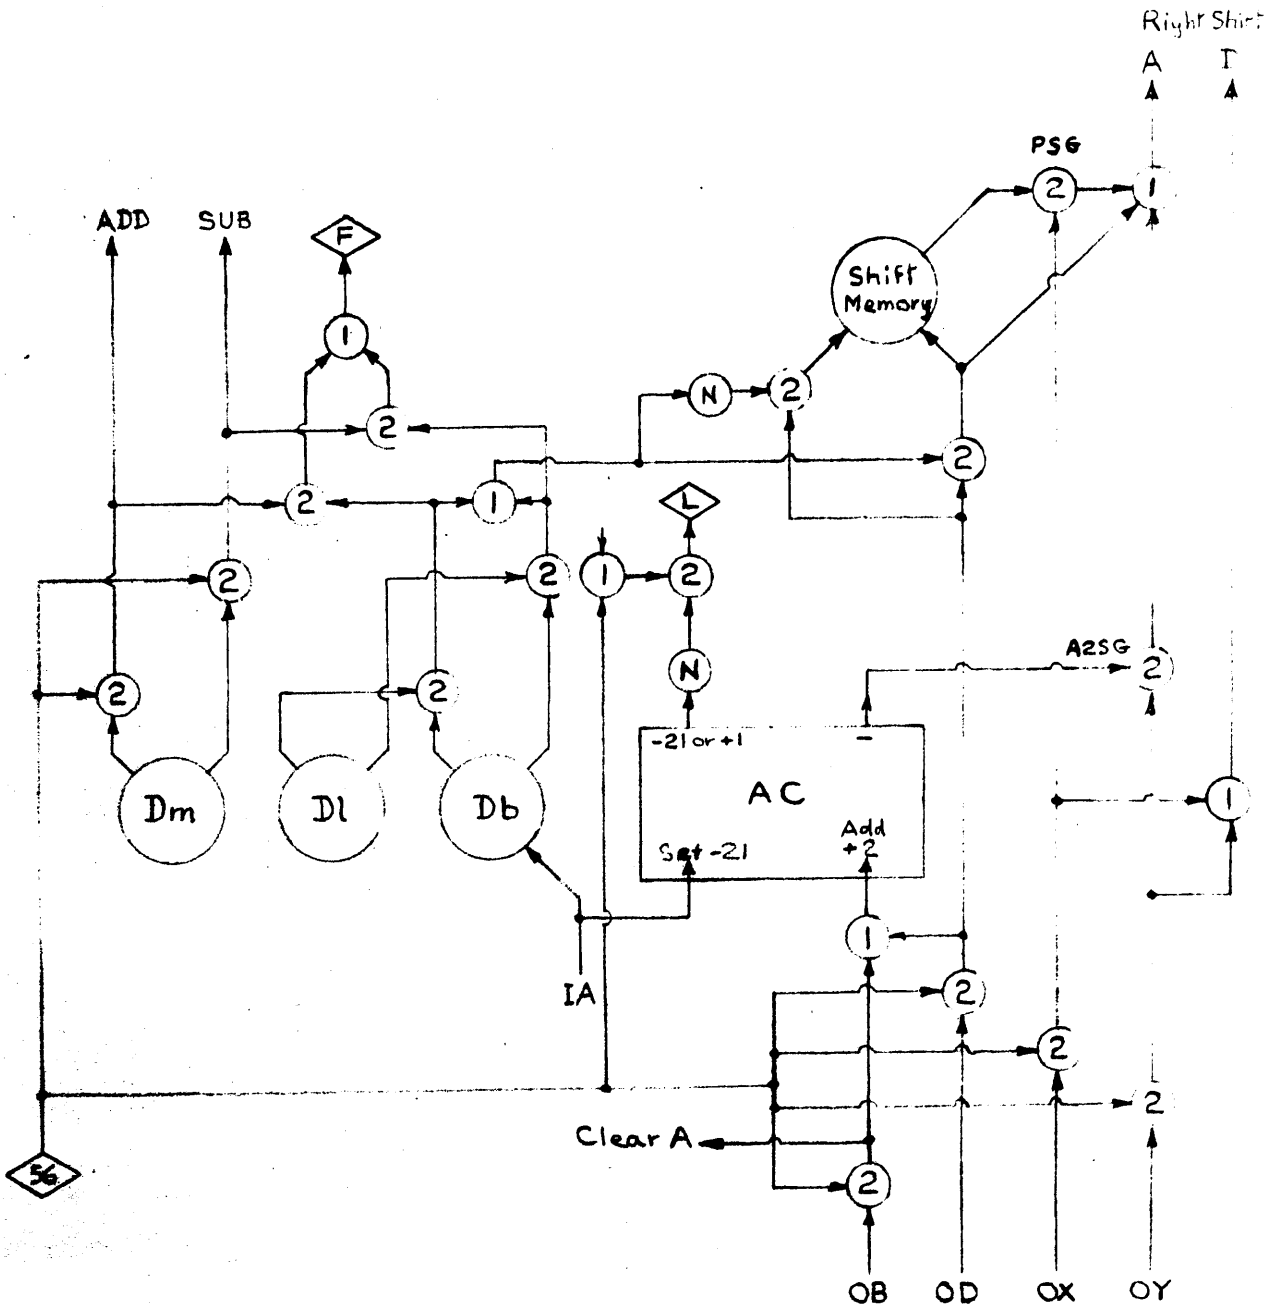 Right Shift
A I
PSG
2 1
ADD SUB F
Shift
Memory
1
N 2
2
2
2 1 L
2
2 2 1 2
A2SG
2
2 2 N
-21 or +1 -
AC
Dm Dl Db
1
Add
Set -21 +2
1
IA 2
2
2
Clear A
56 2
OB OD OX OY